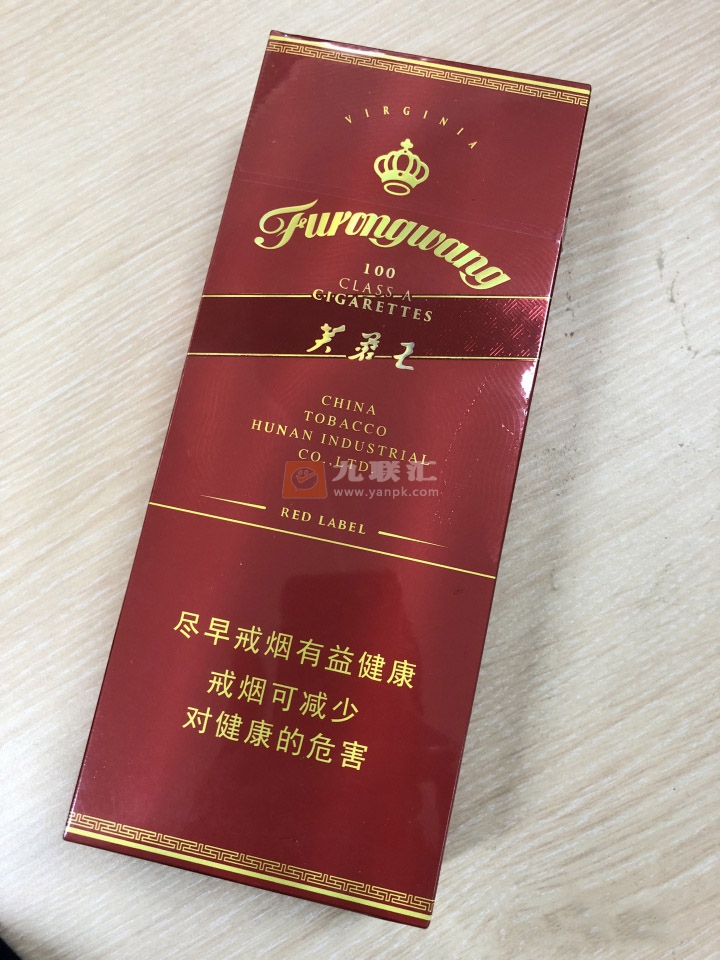 VIRGINIA
Furongwang
100
CLASS A
CIGARETTES
芙蓉王
CHINA
TOBACCO
HUNAN INDUSTRIAL
CO.,LTD.
九联汇
www.yanpk.com
RED LABEL
尽早戒烟有益健康
戒烟可减少
对健康的危害